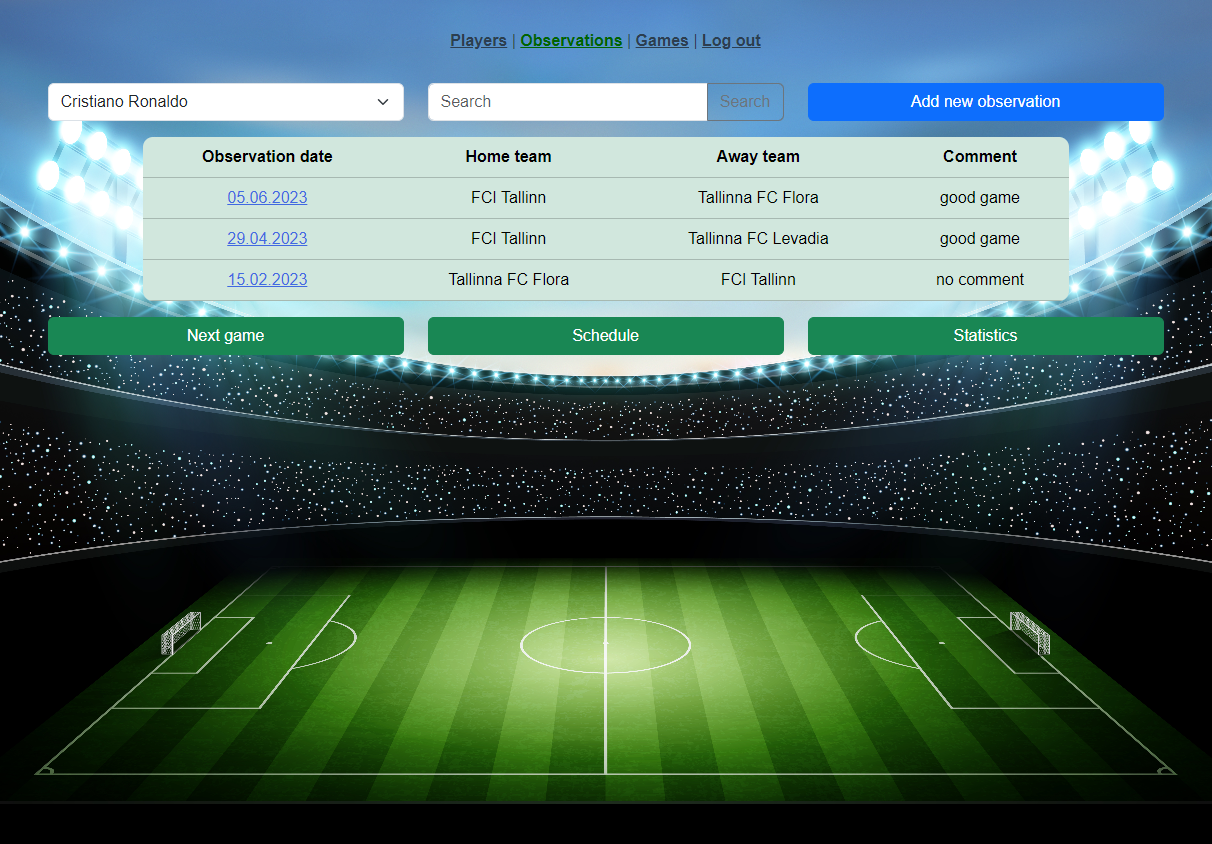 Players | Observations | Games | Log out
Cristiano Ronaldo Search Search Add new observation
Observation date Home team Away team Comment
05.06.2023 FCI Tallinn Tallinna FC Flora good game
29.04.2023 FCI Tallinn Tallinna FC Levadia good game
15.02.2023 Tallinna FC Flora FCI Tallinn no comment
Next game Schedule Statistics